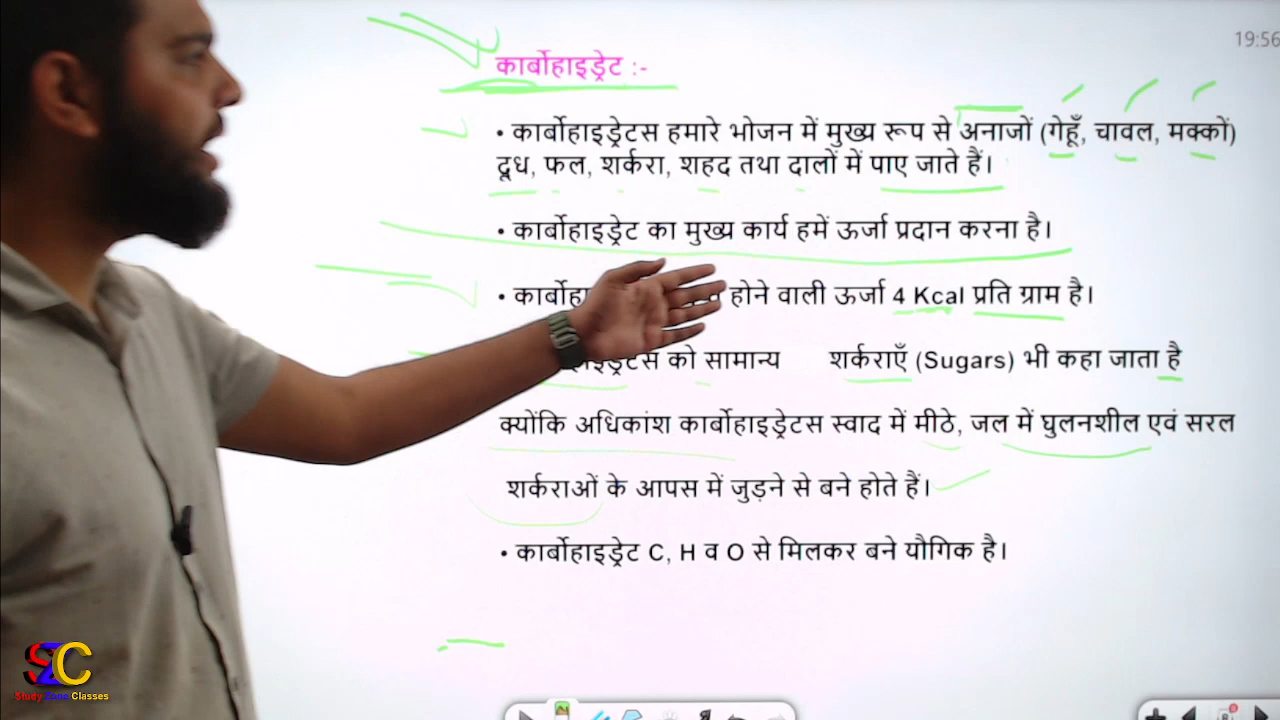 19:56
कार्बोहाइड्रेट :-
• कार्बोहाइड्रेटस हमारे भोजन में मुख्य रूप से अनाजों (गेहूँ, चावल, मक्कों)
दूध, फल, शर्करा, शहद तथा दालों में पाए जाते हैं।
• कार्बोहाइड्रेट का मुख्य कार्य हमें ऊर्जा प्रदान करना है।
• होने वाली ऊर्जा 4 Kcal प्रति ग्राम है।
को सामान्य शर्कराएँ (Sugars) भी कहा जाता है
क्योंकि अधिकांश कार्बोहाइड्रेटस स्वाद में मीठे, जल में घुलनशील एवं सरल
शर्कराओं के आपस में जुड़ने से बने होते हैं।
• कार्बोहाइड्रेट C, H व O से मिलकर बने यौगिक है।
SZC
Study Zone Classes